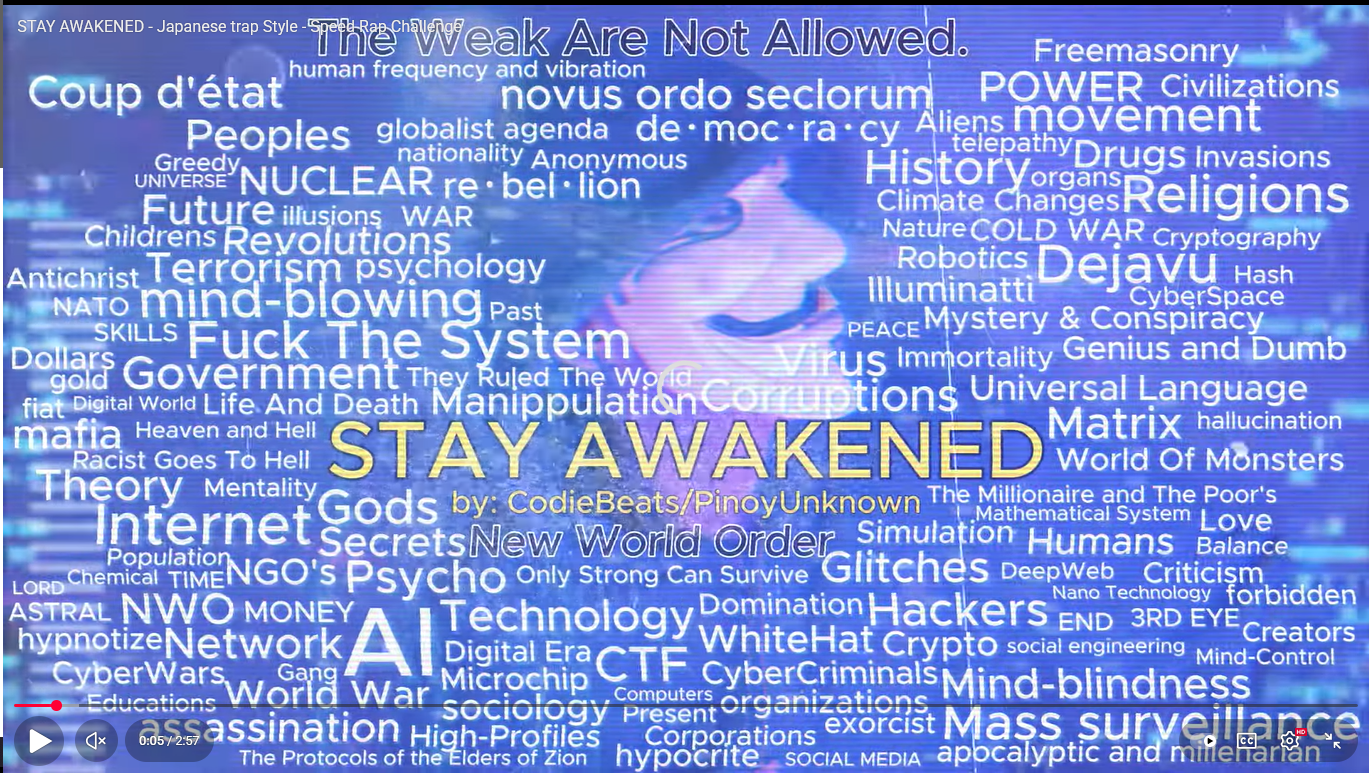 STAY AWAKENED - Japanese trap Style - Speed Rap Challenge
The Weak Are Not Allowed.
Freemasonry
human frequency and vibration
Coup d'état
novus ordo seclorum
POWER Civilizations
Peoples globalist agenda de·moc·ra·cy Aliens movement
telepathy
Greedy nationality Anonymous
History Drugs Invasions
UNIVERSE NUCLEAR re·bel·lion
organs
Climate Changes Religions
Future illusions WAR
Childrens Revolutions
Nature COLD WAR Cryptography
Antichrist Terrorism psychology
Robotics Dejavu Hash
NATO mind-blowing Past
Illuminatti CyberSpace
SKILLS Fuck The System
PEACE Mystery & Conspiracy
Dollars
Virus Immortality Genius and Dumb
gold Government They Ruled The World
fiat Digital World Life And Death Manippulation Corruptions Universal Language
mafia Heaven and Hell
Matrix hallucination
STAY AWAKENED
Racist Goes To Hell
World Of Monsters
Theory Mentality Gods
by: CodieBeats/PinoyUnknown
The Millionaire and The Poor's
Mathematical System Love
Internet Secrets New World Order
Simulation Humans Balance
Population
LORD Chemical TIME NGO'S Psycho Only Strong Can Survive Glitches DeepWeb Criticism
Nano Technology forbidden
ASTRAL NWO MONEY AI Technology Domination Hackers END 3RD EYE
Creators
hypnotize Network Digital Era CTF WhiteHat Crypto social engineering Mind-Control
CyberWars Gang Microchip CyberCriminals Mind-blindness
Educations World War sociology Computers organizations
Present
assassination High-Profiles Corporations exorcist Mass surveillance
The Protocols of the Elders of Zion hypocrite SOCIAL MEDIA apocalyptic and millenarian
0:05 / 2:57
CC
HD